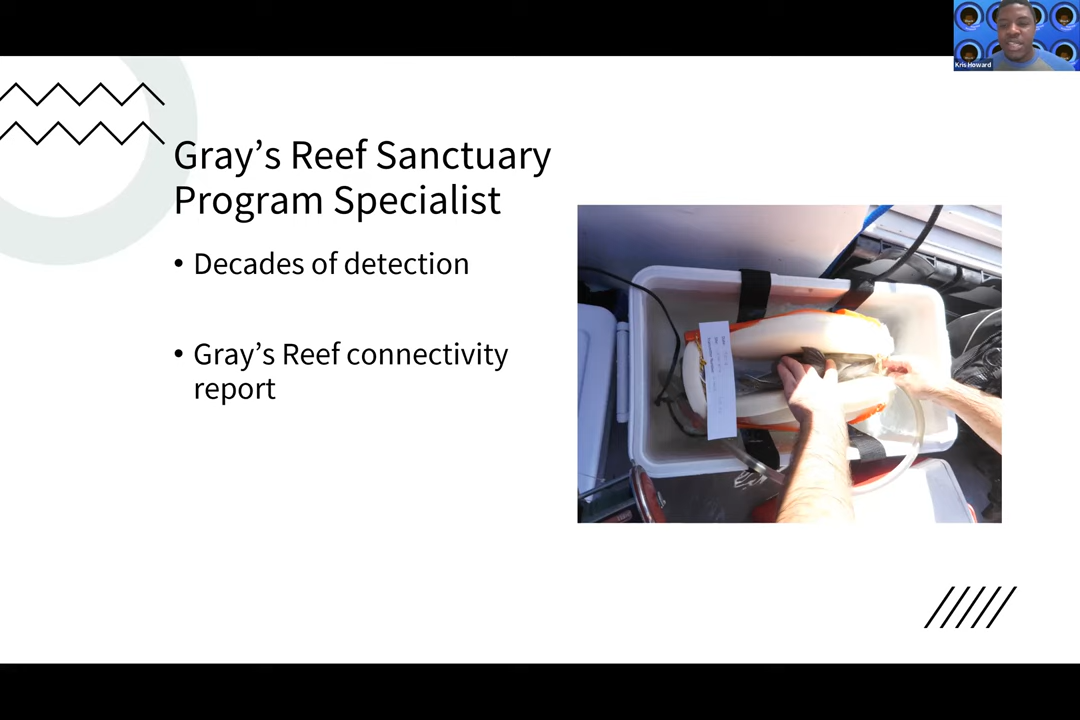 Kris Howard
Gray’s Reef Sanctuary
Program Specialist
• Decades of detection
• Gray’s Reef connectivity
report